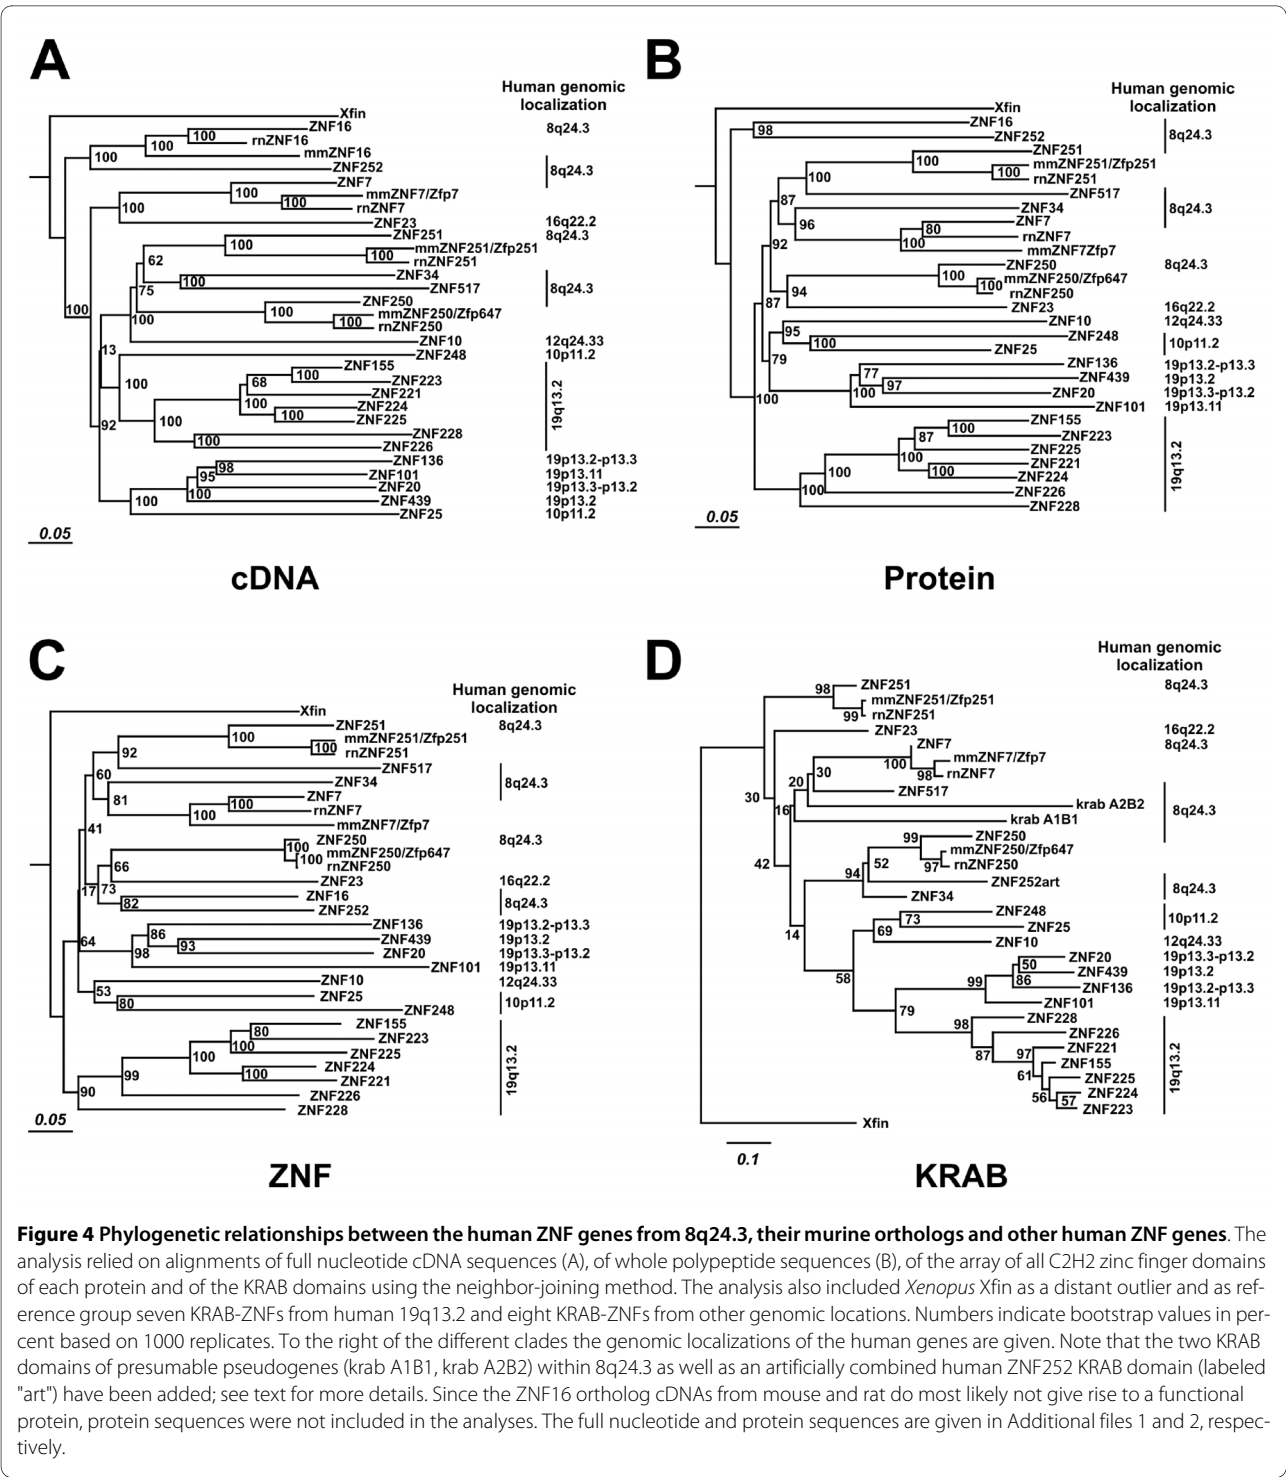 A
Human genomic
localization
Xfin
ZNF16
8q24.3
100
rnZNF16
100
mmZNF16
100
ZNF252
8q24.3
ZNF7
100
mmZNF7/Zfp7
100
rnZNF7
100
ZNF23
16q22.2
ZNF251
8q24.3
100
mmZNF251/Zfp251
100
rnZNF251
62
ZNF34
100
ZNF517
8q24.3
75
ZNF250
100
mmZNF250/Zfp647
100
rnZNF250
100
100
ZNF10
12q24.33
13
ZNF248
10p11.2
ZNF155
100
68
ZNF223
100
ZNF221
100
ZNF224
100
ZNF225
100
19q13.2
92
ZNF228
100
ZNF226
ZNF136
19p13.2-p13.3
98
95
ZNF101
19p13.11
ZNF20
19p13.3-p13.2
100
100
ZNF439
19p13.2
ZNF25
10p11.2
0.05
cDNA
B
Human genomic
localization
Xfin
ZNF16
98
ZNF252
8q24.3
ZNF251
100
mmZNF251/Zfp251
100
rnZNF251
100
ZNF517
87
ZNF34
8q24.3
96
ZNF7
80
rnZNF7
100
mmZNF7Zfp7
92
ZNF250
8q24.3
100
mmZNF250/Zfp647
100
rnZNF250
94
87
ZNF23
16q22.2
ZNF10
12q24.33
95
ZNF248
100
ZNF25
10p11.2
79
ZNF136
19p13.2-p13.3
77
ZNF439
19p13.2
97
100
ZNF20
19p13.3-p13.2
100
ZNF101
19p13.11
ZNF155
100
87
ZNF223
ZNF225
100
ZNF221
100
100
ZNF224
100
ZNF226
ZNF228
19q13.2
0.05
Protein
C
Human genomic
localization
Xfin
ZNF251
8q24.3
100
mmZNF251/Zfp251
100
rnZNF251
92
ZNF517
60
ZNF34
8q24.3
81
ZNF7
100
rnZNF7
100
mmZNF7/Zfp7
41
ZNF250
8q24.3
100
mmZNF250/Zfp647
100
rnZNF250
66
ZNF23
16q22.2
17
73
ZNF16
82
ZNF252
8q24.3
ZNF136
19p13.2-p13.3
86
ZNF439
19p13.2
93
64
98
ZNF20
19p13.3-p13.2
ZNF101
19p13.11
ZNF10
12q24.33
53
ZNF25
80
ZNF248
10p11.2
ZNF155
80
ZNF223
100
ZNF225
100
ZNF224
100
ZNF221
99
ZNF226
90
ZNF228
19q13.2
0.05
ZNF
D
Human genomic
localization
ZNF251
8q24.3
98
mmZNF251/Zfp251
99
rnZNF251
ZNF23
16q22.2
ZNF7
8q24.3
mmZNF7/Zfp7
100
98
rnZNF7
30
20
ZNF517
30
krab A2B2
16
krab A1B1
8q24.3
ZNF250
99
mmZNF250/Zfp647
97
rnZNF250
52
42
94
ZNF252art
ZNF34
8q24.3
ZNF248
73
ZNF25
10p11.2
69
14
ZNF10
12q24.33
ZNF20
19p13.3-p13.2
50
ZNF439
19p13.2
99
86
ZNF136
19p13.2-p13.3
58
ZNF101
19p13.11
79
ZNF228
98
ZNF226
87
97
ZNF221
ZNF155
61
ZNF225
56
ZNF224
57
ZNF223
19q13.2
Xfin
0.1
KRAB
Figure 4 Phylogenetic relationships between the human ZNF genes from 8q24.3, their murine orthologs and other human ZNF genes. The
analysis relied on alignments of full nucleotide cDNA sequences (A), of whole polypeptide sequences (B), of the array of all C2H2 zinc finger domains
of each protein and of the KRAB domains using the neighbor-joining method. The analysis also included Xenopus Xfin as a distant outlier and as ref-
erence group seven KRAB-ZNFs from human 19q13.2 and eight KRAB-ZNFs from other genomic locations. Numbers indicate bootstrap values in per-
cent based on 1000 replicates. To the right of the different clades the genomic localizations of the human genes are given. Note that the two KRAB
domains of presumable pseudogenes (krab A1B1, krab A2B2) within 8q24.3 as well as an artificially combined human ZNF252 KRAB domain (labeled
"art") have been added; see text for more details. Since the ZNF16 ortholog cDNAs from mouse and rat do most likely not give rise to a functional
protein, protein sequences were not included in the analyses. The full nucleotide and protein sequences are given in Additional files 1 and 2, respec-
tively.